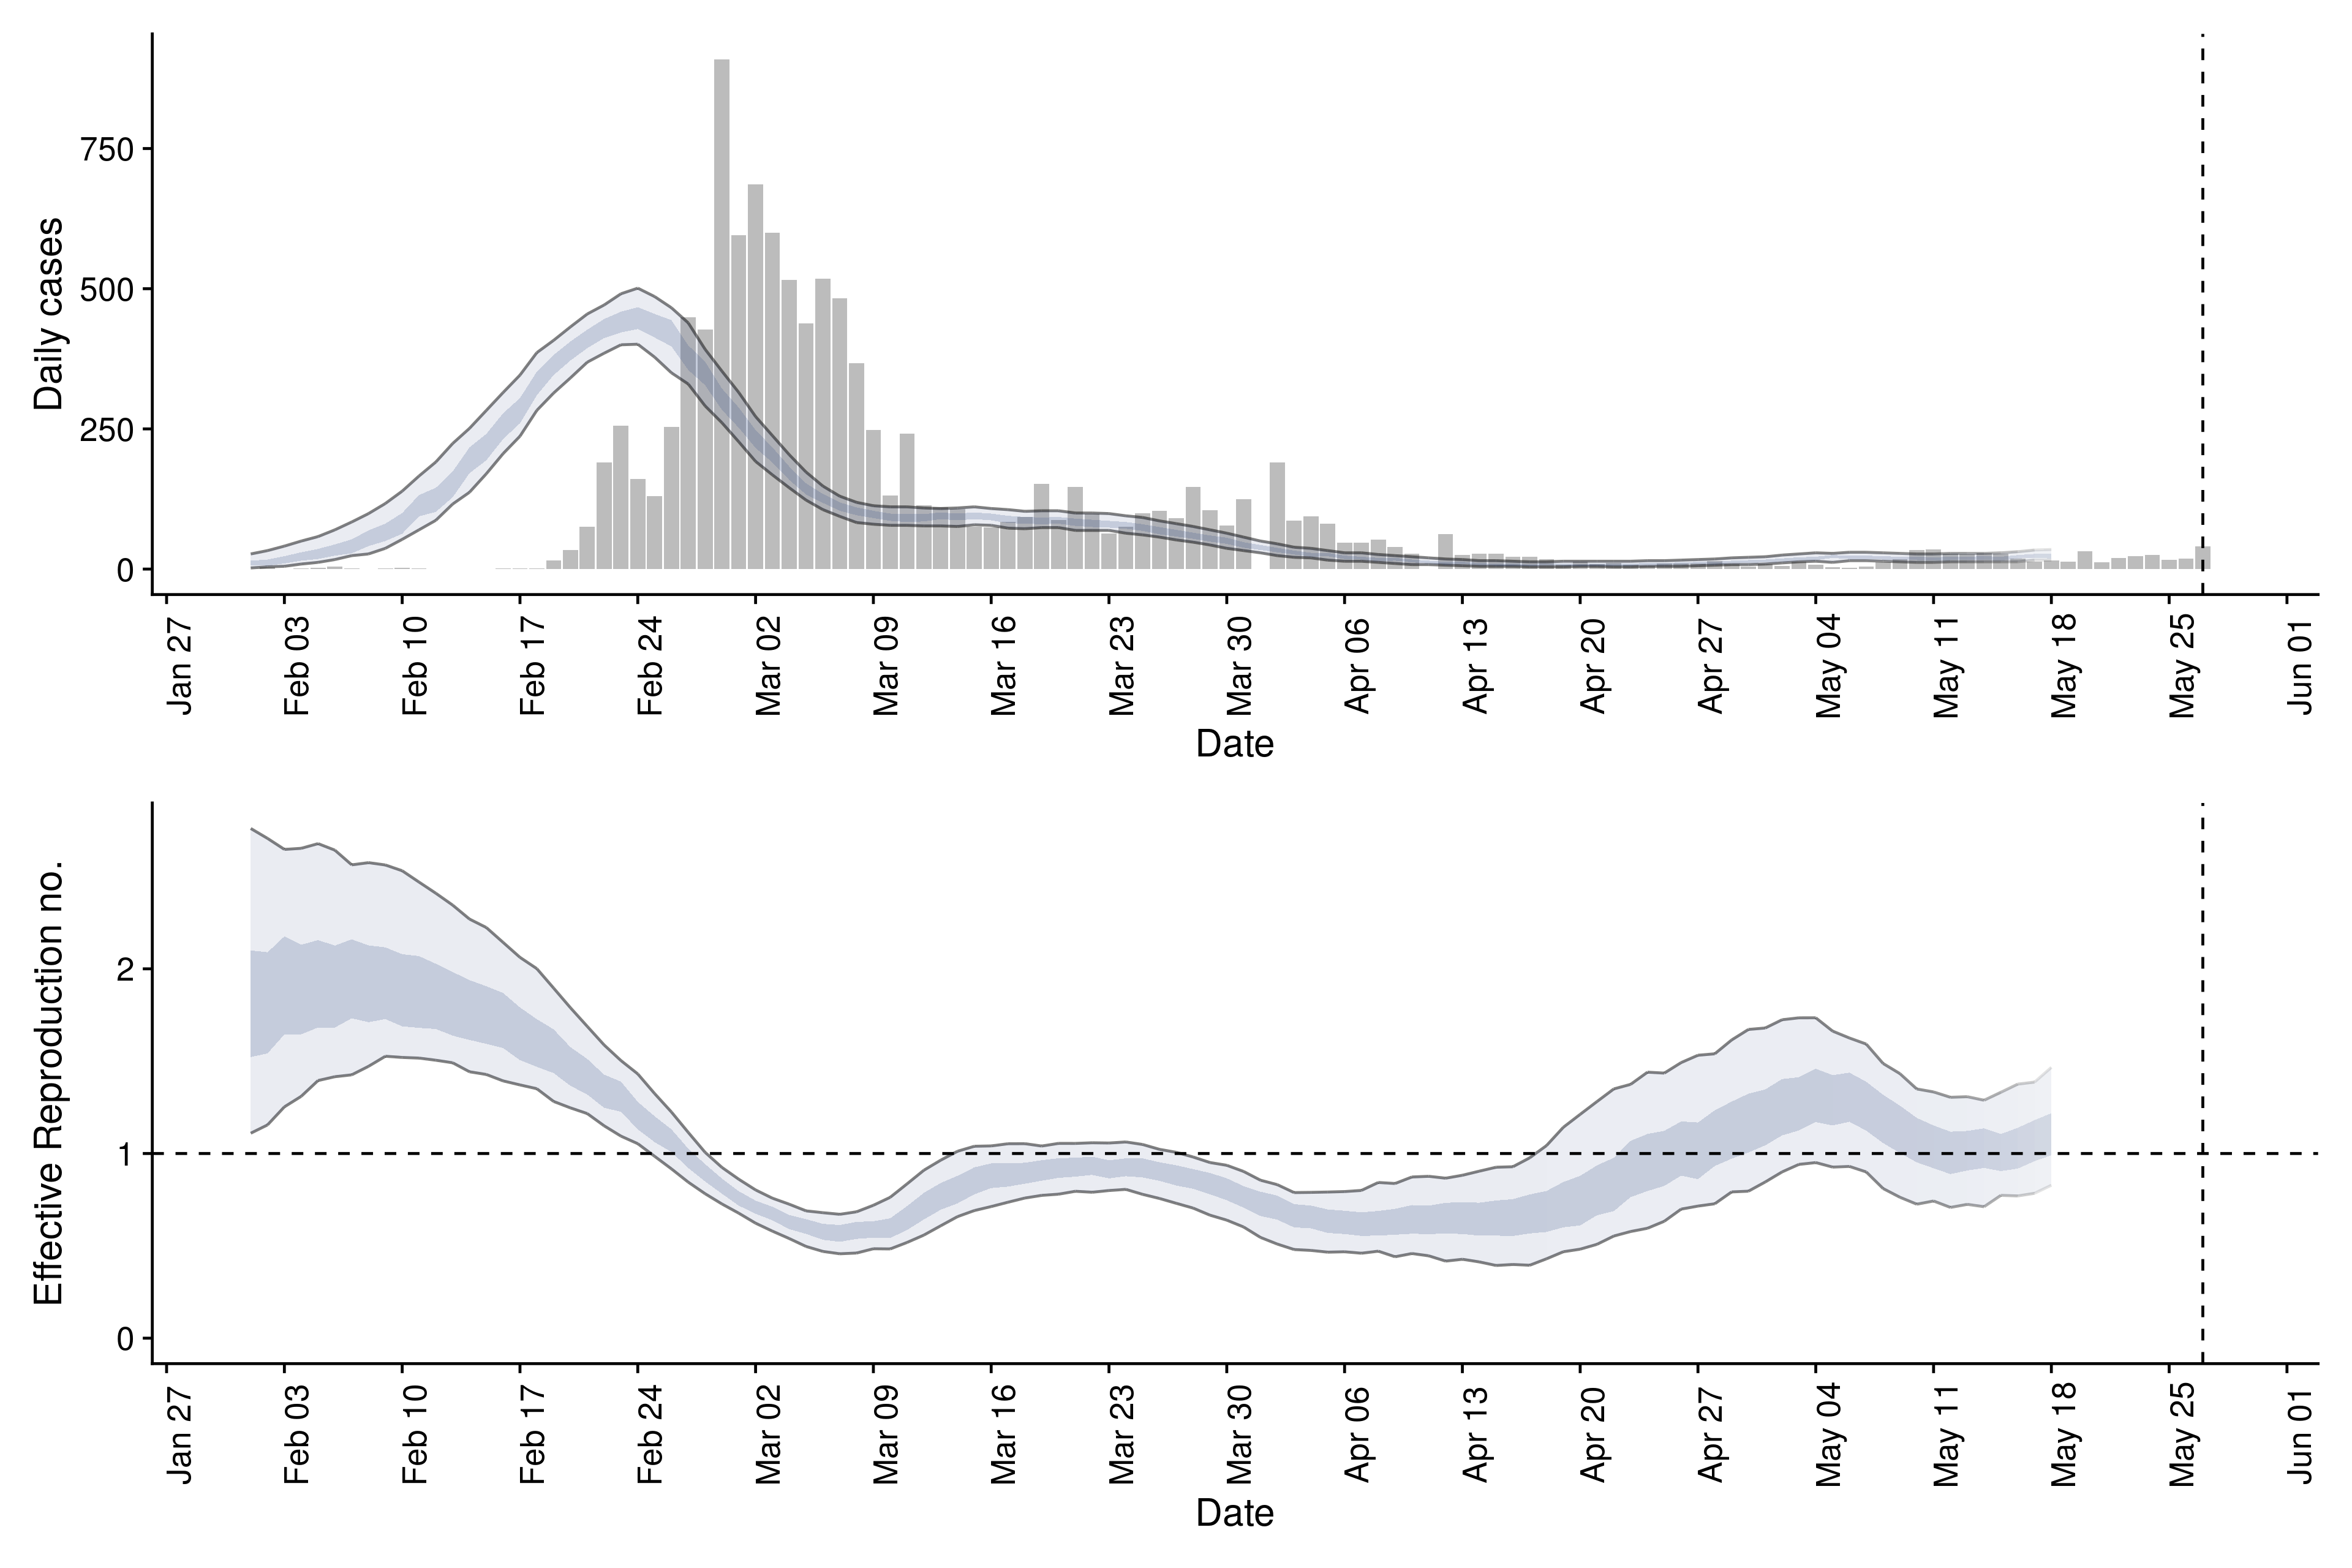 Daily cases
750
500
250
0
Jan 27
Feb 03
Feb 10
Feb 17
Feb 24
Mar 02
Mar 09
Mar 16
Mar 23
Mar 30
Apr 06
Apr 13
Apr 20
Apr 27
May 04
May 11
May 18
May 25
Jun 01
Date
Effective Reproduction no.
2
1
0
Jan 27
Feb 03
Feb 10
Feb 17
Feb 24
Mar 02
Mar 09
Mar 16
Mar 23
Mar 30
Apr 06
Apr 13
Apr 20
Apr 27
May 04
May 11
May 18
May 25
Jun 01
Date